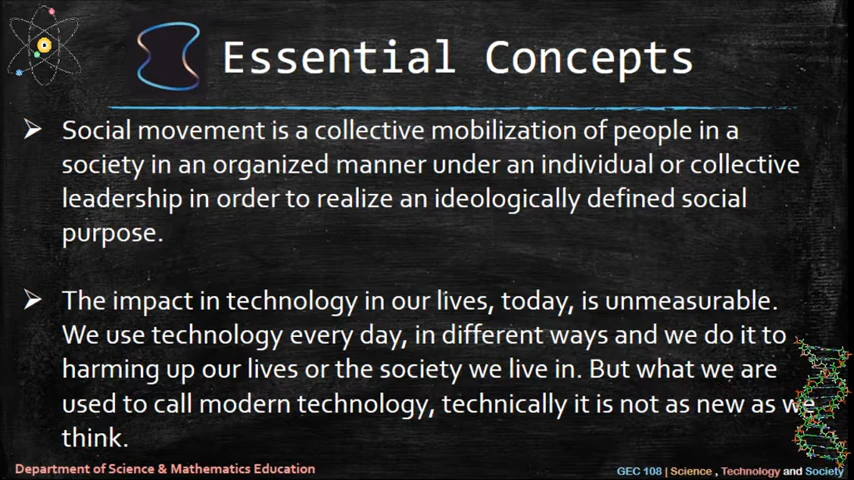 Essential Concepts
Social movement is a collective mobilization of people in a
society in an organized manner under an individual or collective
leadership in order to realize an ideologically defined social
purpose.
The impact in technology in our lives, today, is unmeasurable.
We use technology every day, in different ways and we do it to
harming up our lives or the society we live in. But what we are
used to call modern technology, technically it is not as new as we
think.
Department of Science & Mathematics Education
GEC 108 | Science , Technology and Society